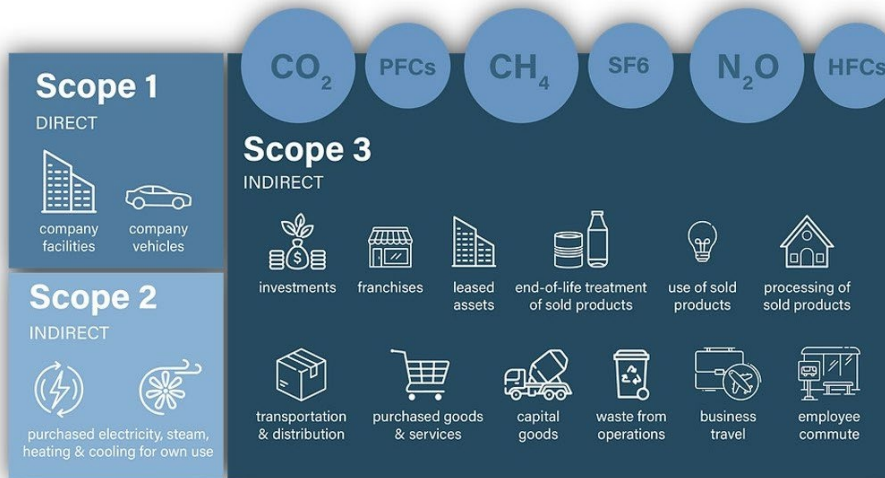 CO2
PFCs
CH4
SF6
N2O
HFCs
Scope 1
DIRECT
company
facilities
company
vehicles
Scope 2
INDIRECT
purchased electricity, steam,
heating & cooling for own use
Scope 3
INDIRECT
investments
franchises
leased
assets
end-of-life treatment
of sold products
use of sold
products
processing of
sold products
transportation
& distribution
purchased goods
& services
capital
goods
waste from
operations
business
travel
employee
commute